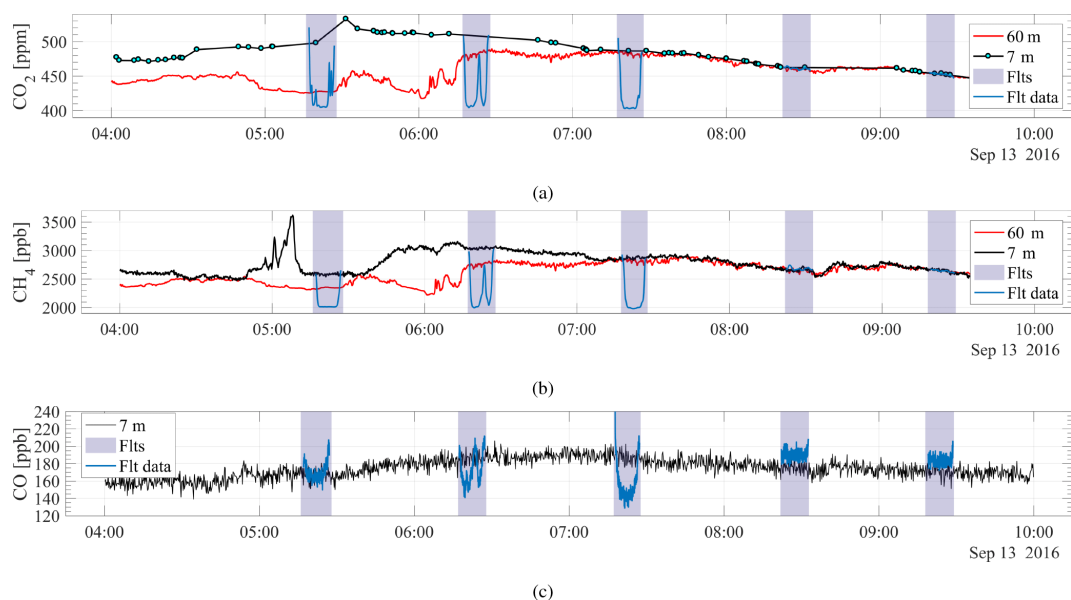 CO2 [ppm]
500
450
400
60 m
7 m
Flts
Flt data
04:00 05:00 06:00 07:00 08:00 09:00 10:00
Sep 13 2016
(a)
CH4 [ppb]
3500
3000
2500
2000
60 m
7 m
Flts
Flt data
04:00 05:00 06:00 07:00 08:00 09:00 10:00
Sep 13 2016
(b)
CO [ppb]
240
220
200
180
160
140
120
7 m
Flts
Flt data
04:00 05:00 06:00 07:00 08:00 09:00 10:00
Sep 13 2016
(c)